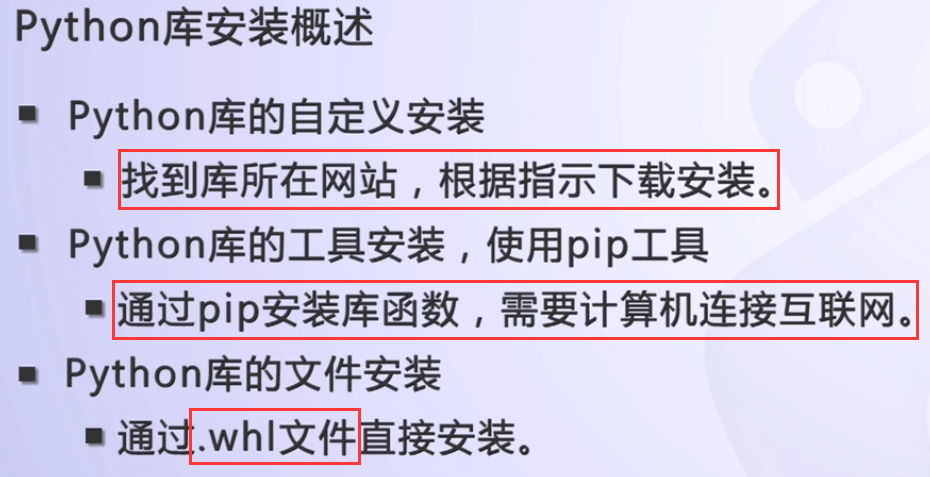 Python库安装概述
Python库的自定义安装
找到库所在网站，根据指示下载安装。
Python库的工具安装，使用pip工具
通过pip安装库函数，需要计算机连接互联网。
Python库的文件安装
通过.whl文件直接安装。